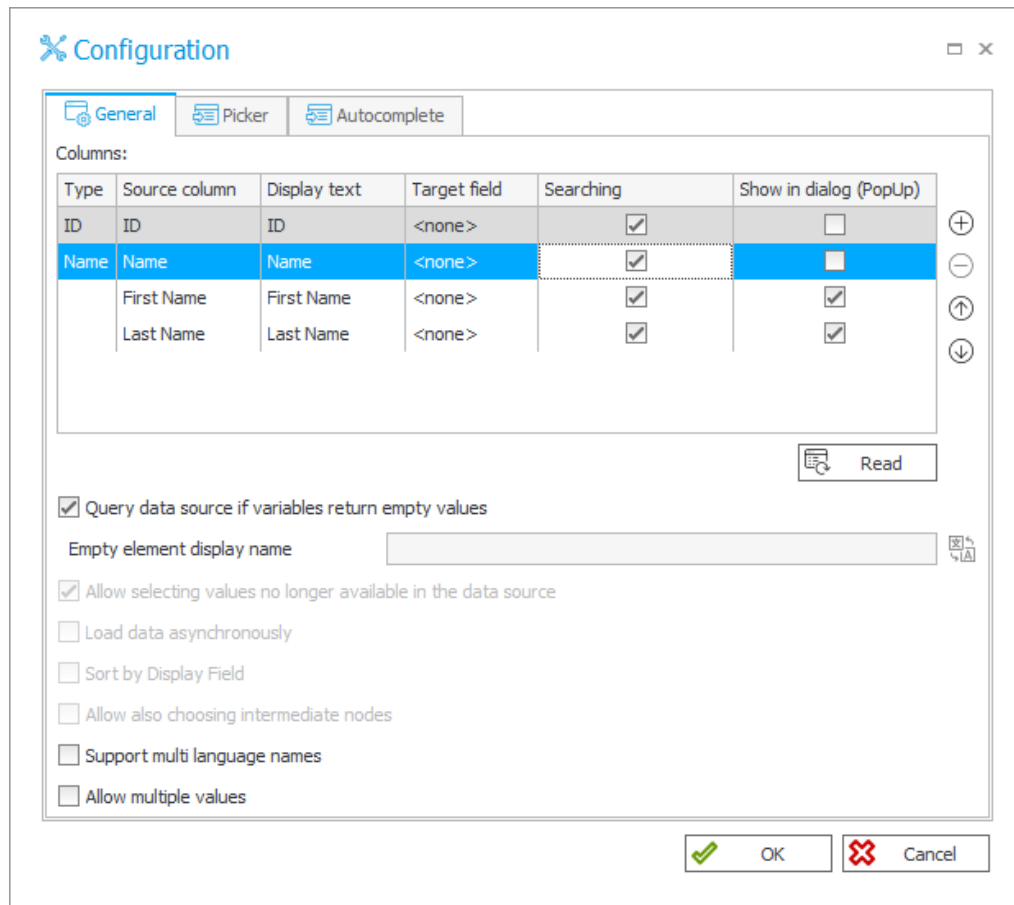 Configuration
General Picker Autocomplete
Columns:
Type Source column Display text Target field Searching Show in dialog (PopUp)
ID ID ID <none>
Name Name Name <none>
First Name First Name <none>
Last Name Last Name <none>
Read
Query data source if variables return empty values
Empty element display name
Allow selecting values no longer available in the data source
Load data asynchronously
Sort by Display Field
Allow also choosing intermediate nodes
Support multi language names
Allow multiple values
OK Cancel